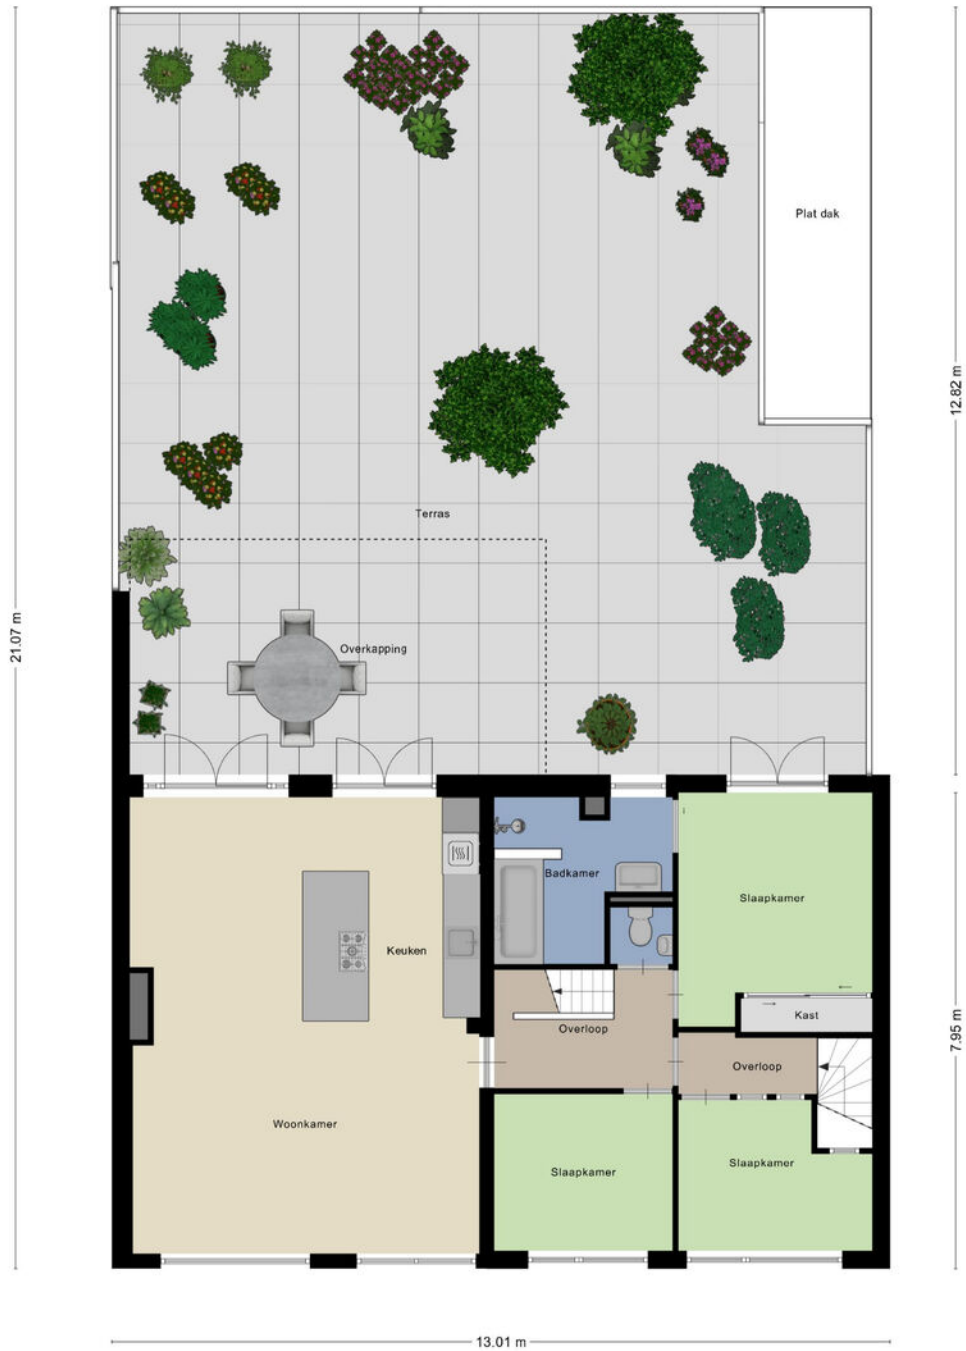 Plat dak
12.82 m
Terras
21.07 m
Overkapping
Badkamer
Slaapkamer
Keuken
Kast
Overloop
7.95 m
Overloop
Woonkamer
Slaapkamer
Slaapkamer
13.01 m